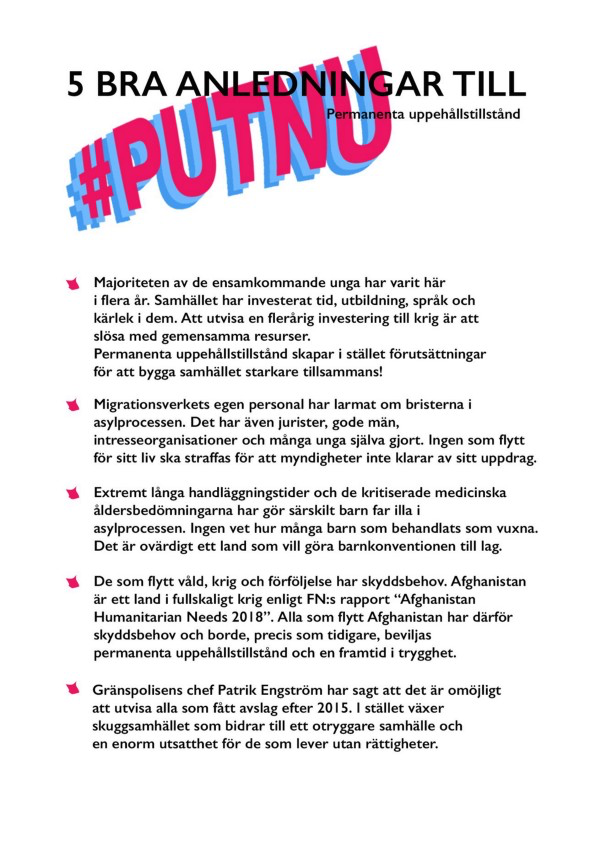 5 BRA ANLEDNINGAR TILL
Permanenta uppehållstillstånd
#PUTNU
Majoriteten av de ensamkommande unga har varit här
i flera år. Samhället har investerat tid, utbildning, språk och
kärlek i dem. Att utvisa en flerårig investering till krig är att
slösa med gemensamma resurser.
Permanenta uppehållstillstånd skapar i stället förutsättningar
för att bygga samhället starkare tillsammans!
Migrationsverkets egen personal har larmat om bristerna i
asylprocessen. Det har även jurister, gode män,
intresseorganisationer och många unga själva gjort. Ingen som flytt
för sitt liv ska straffas för att myndigheter inte klarar av sitt uppdrag.
Extremt långa handläggningstider och de kritiserade medicinska
åldersbedömningarna har gör särskilt barn far illa i
asylprocessen. Ingen vet hur många barn som behandlats som vuxna.
Det är ovärdigt ett land som vill göra barnkonventionen till lag.
De som flytt våld, krig och förföljelse har skyddsbehov. Afghanistan
är ett land i fullskaligt krig enligt FN:s rapport “Afghanistan
Humanitarian Needs 2018”. Alla som flytt Afghanistan har därför
skyddsbehov och borde, precis som tidigare, beviljas
permanenta uppehållstillstånd och en framtid i trygghet.
Gränspolisens chef Patrik Engström har sagt att det är omöjligt
att utvisa alla som fått avslag efter 2015. I stället växer
skuggsamhället som bidrar till ett otryggare samhälle och
en enorm utsatthet för de som lever utan rättigheter.